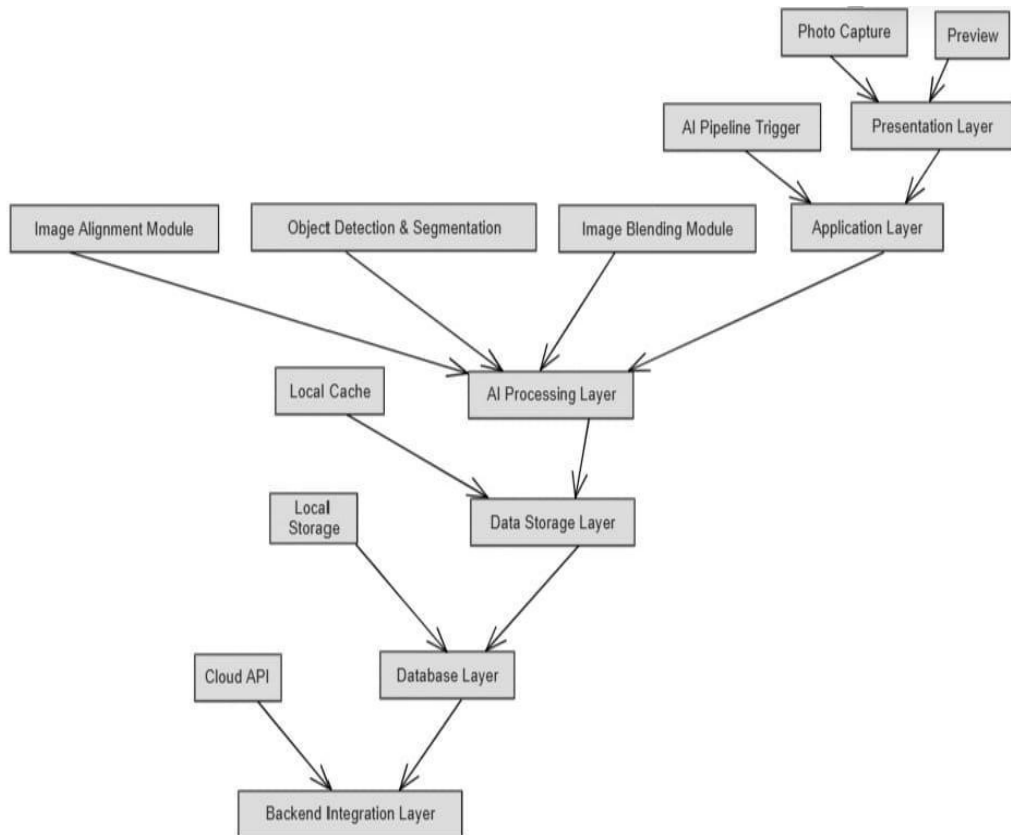 Photo Capture
Preview
AI Pipeline Trigger
Presentation Layer
Image Alignment Module
Object Detection & Segmentation
Image Blending Module
Application Layer
Local Cache
AI Processing Layer
Local
Storage
Data Storage Layer
Cloud API
Database Layer
Backend Integration Layer